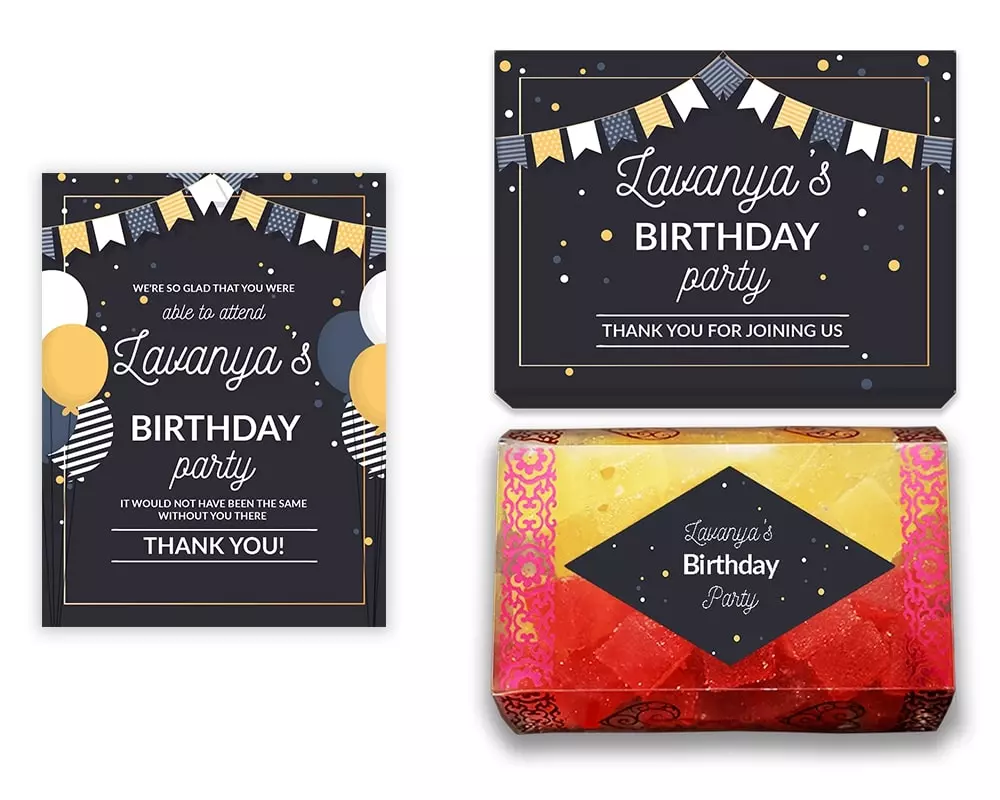 WE'RE SO GLAD THAT YOU WERE
able to attend
Lavanya's
BIRTHDAY
party
IT WOULD NOT HAVE BEEN THE SAME
WITHOUT YOU THERE
THANK YOU!
Lavanya's
BIRTHDAY
party
THANK YOU FOR JOINING US
Lavanya's
Birthday
Party